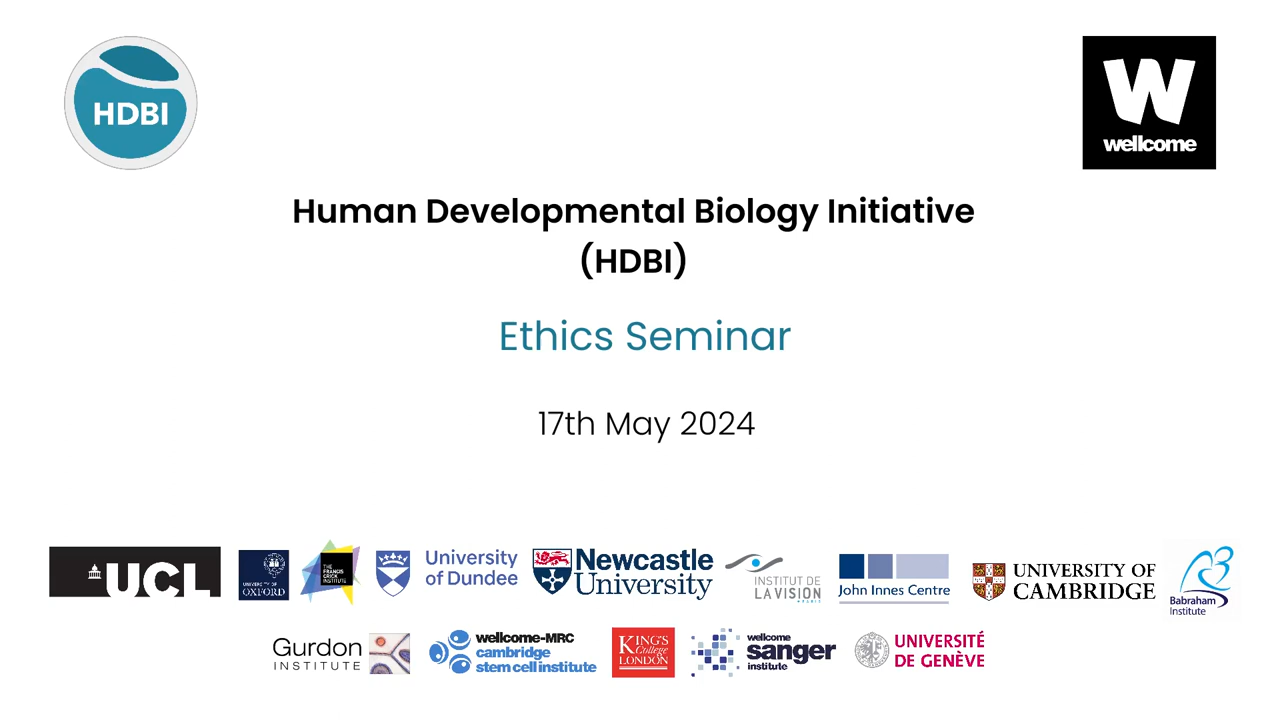 HDBI
W
wellcome
Human Developmental Biology Initiative
(HDBI)
Ethics Seminar
17th May 2024
UCL
UNIVERSITY OF
OXFORD
THE
FRANCIS
CRICK
INSTITUTE
University
of Dundee
Newcastle
University
INSTITUT DE
LA VISION
PARIS
John Innes Centre
UNIVERSITY OF
CAMBRIDGE
Babraham
Institute
Gurdon
INSTITUTE
wellcome-MRC
cambridge
stem cell institute
KING'S
College
LONDON
wellcome
sanger
institute
UNIVERSITÉ
DE GENÈVE